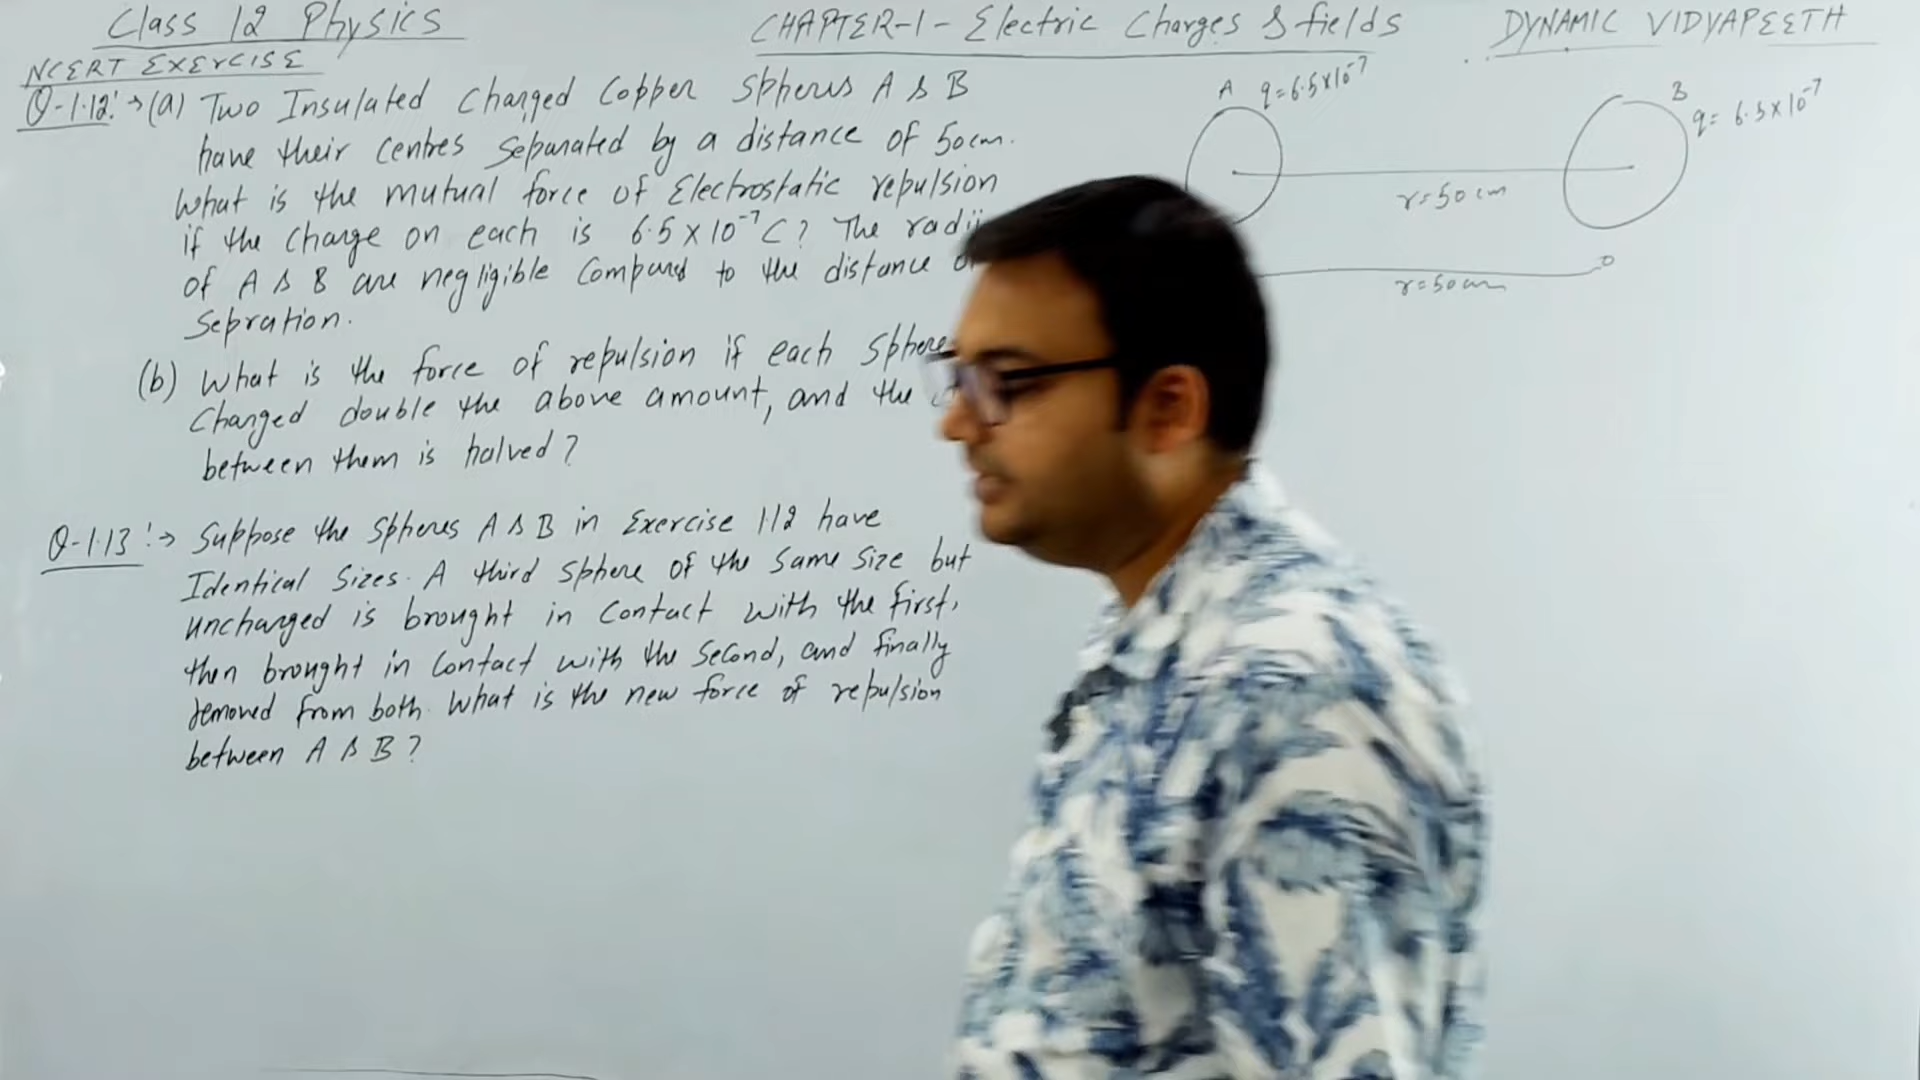 Class 12 Physics
CHAPTER-1 - Electric Charges & fields
DYNAMIC VIDYAPEETH
NCERT EXERCISE
Q-1.12:→ (a) Two Insulated Charged Copper Spheres A & B
have their Centres Separated by a distance of 50cm.
What is the mutual force of Electrostatic repulsion
if the Charge on each is 6.5 × 10⁻⁷ C? The radii
of A & B are negligible Compared to the distance of
Sepration.
(b) What is the force of repulsion if each Sphere
Charged double the above amount, and the
between them is halved?
Q-1.13:→ Suppose the Spheres A & B in Exercise 1.12 have
Identical Sizes. A third Sphere of the Same Size but
uncharged is brought in Contact with the first,
then brought in Contact with the Second, and finally
removed from both. What is the new force of repulsion
between A & B?
A q=6.5×10⁻⁷
B
q= 6.5×10⁻⁷
r=50cm
r=50cm